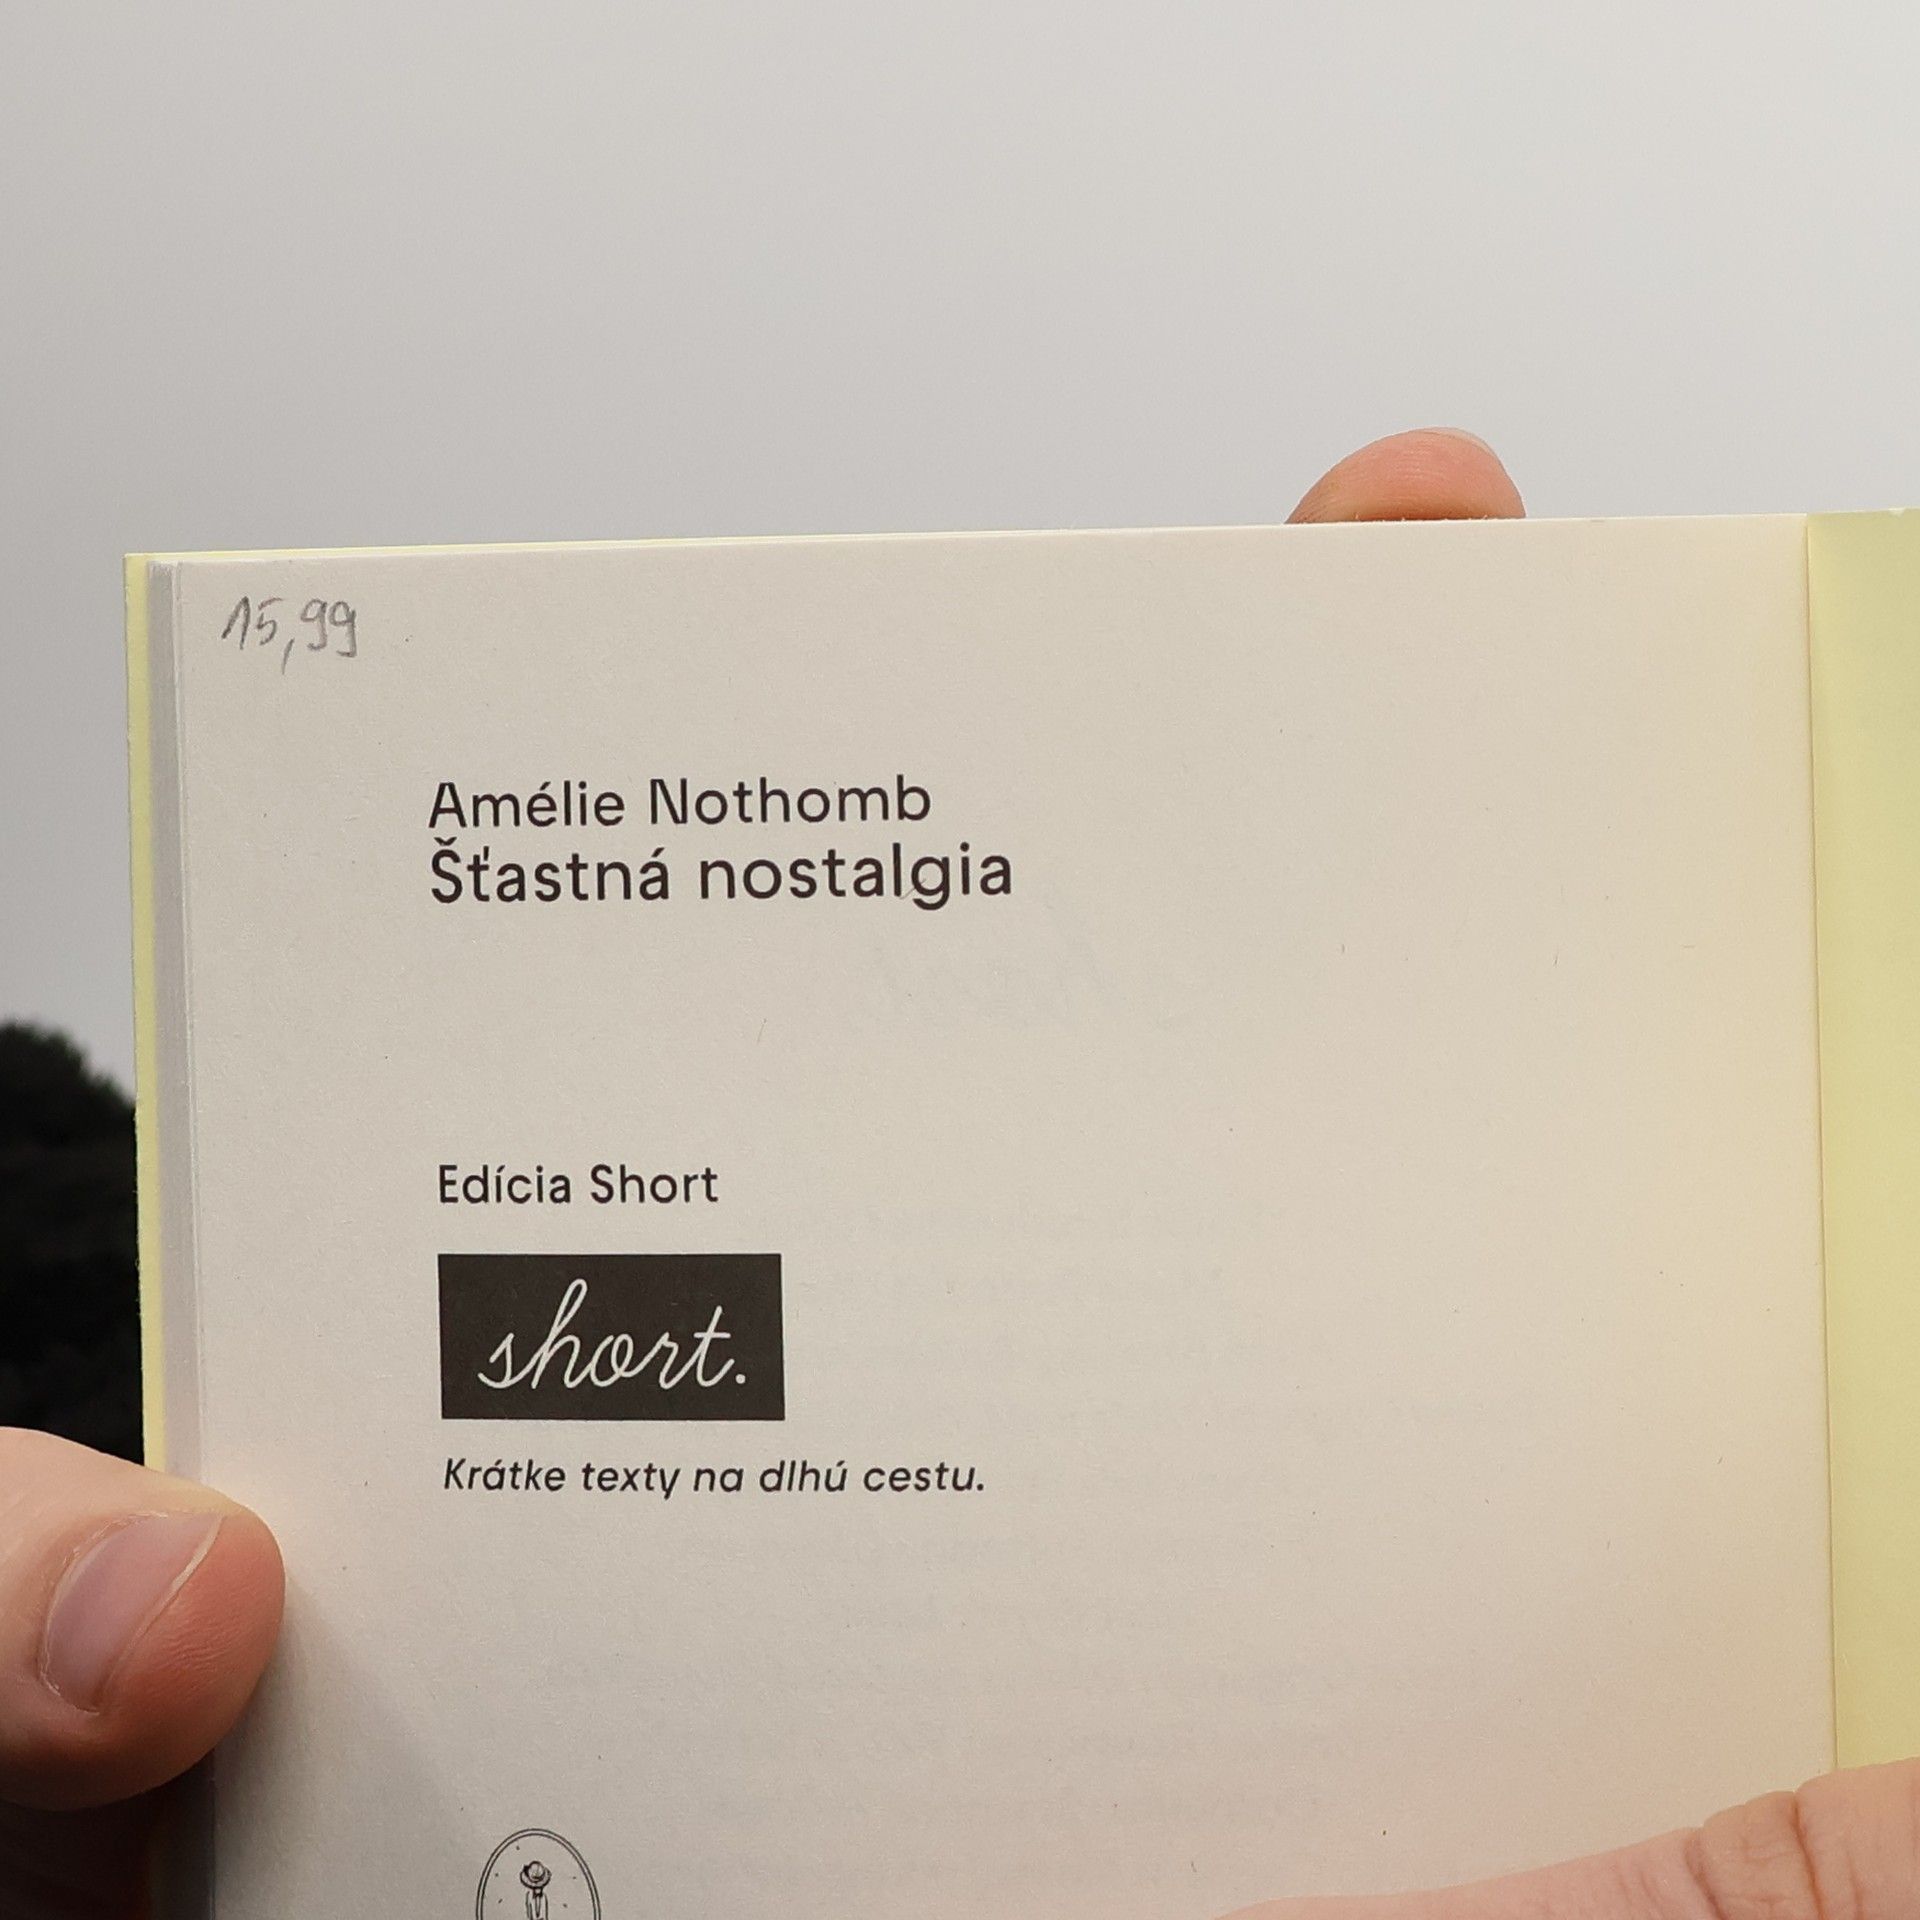 15,99
Amélie Nothomb
Šťastná nostalgia
Edícia Short
short.
Krátke texty na dlhú cestu.